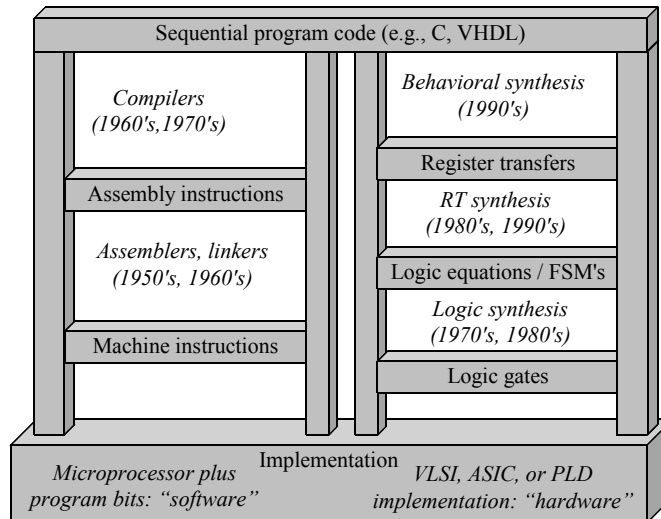 Sequential program code (e.g., C, VHDL)
Compilers
(1960's,1970's)
Assembly instructions
Assemblers, linkers
(1950's, 1960's)
Machine instructions
Behavioral synthesis
(1990's)
Register transfers
RT synthesis
(1980's, 1990's)
Logic equations / FSM's
Logic synthesis
(1970's, 1980's)
Logic gates
Implementation
Microprocessor plus
program bits: “software”
VLSI, ASIC, or PLD
implementation: “hardware”